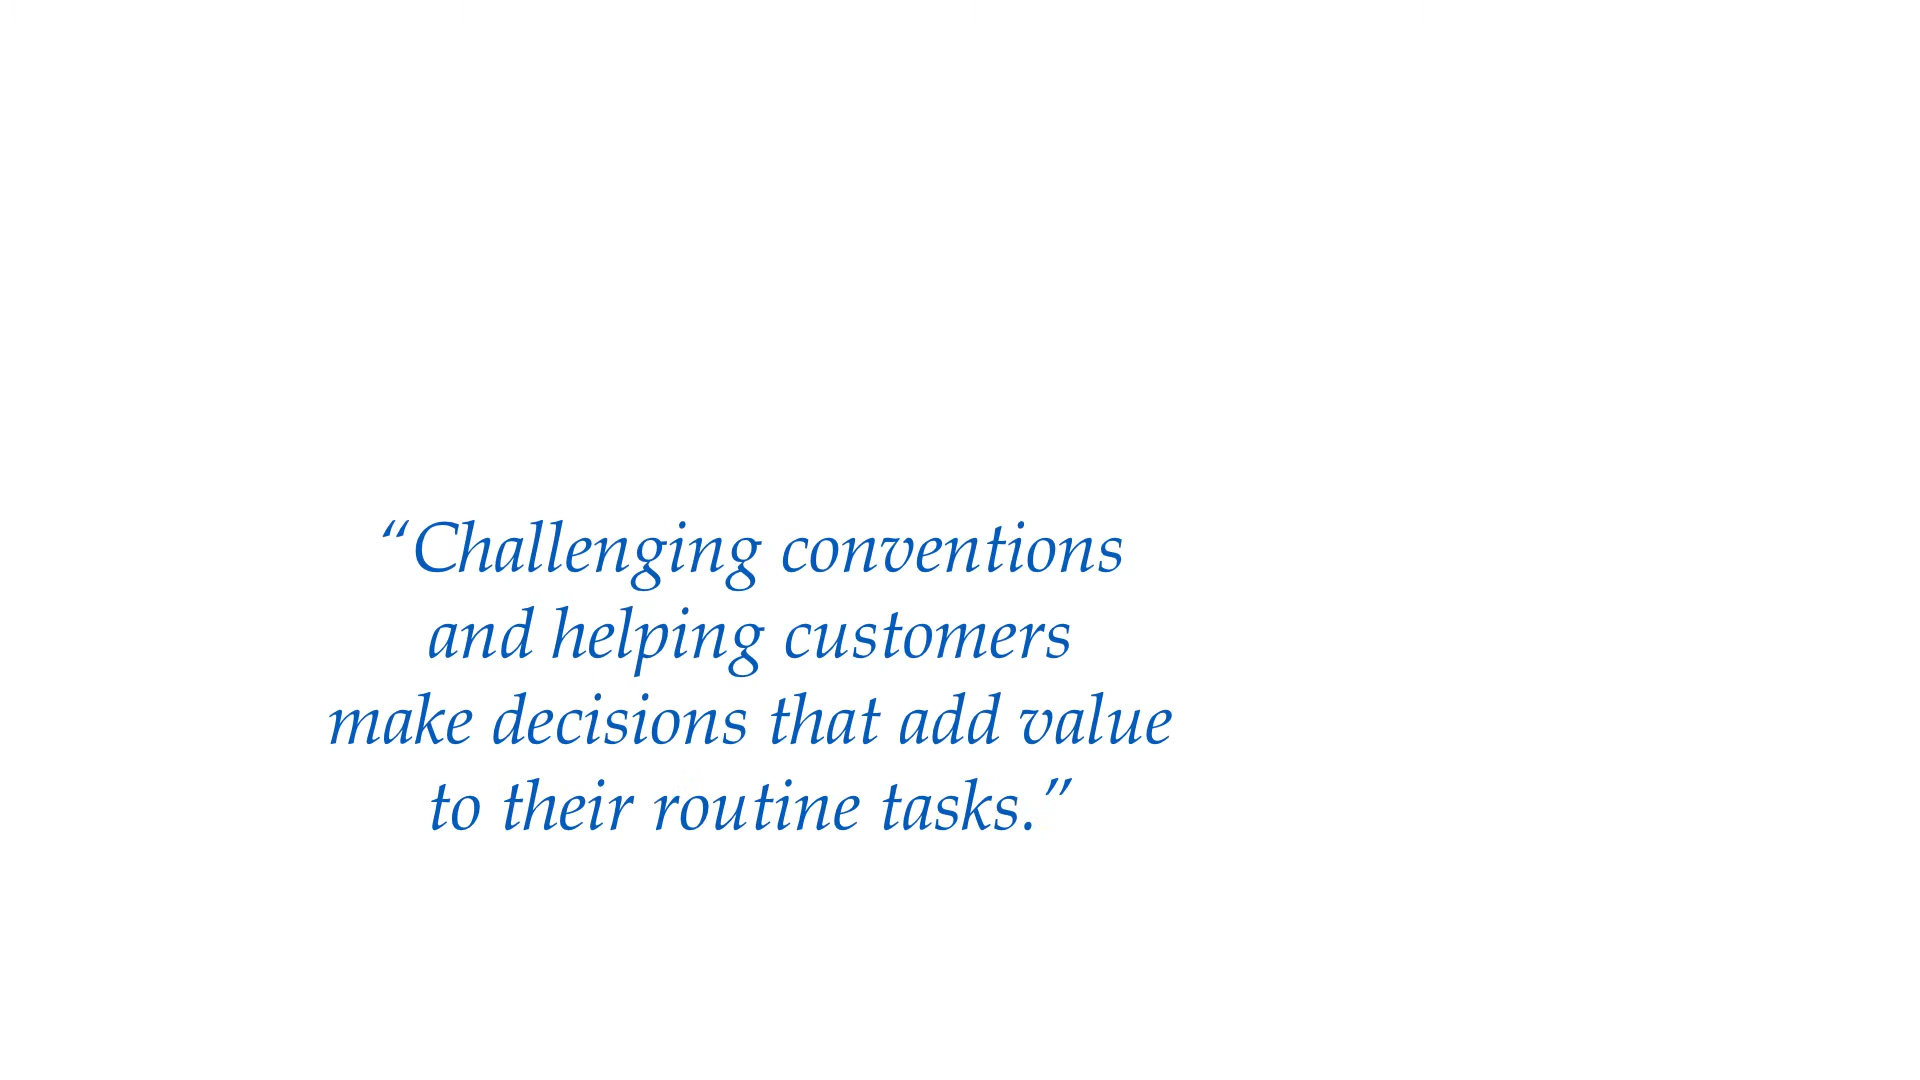 “Challenging conventions
and helping customers
make decisions that add value
to their routine tasks.”